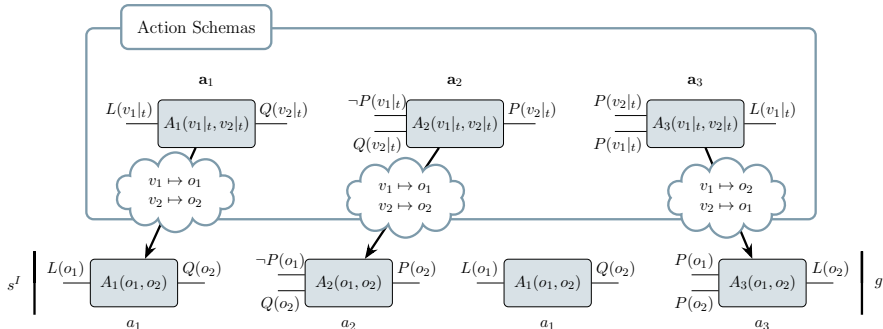 Action Schemas
a₁ a₂ a₃
L(v₁|ₜ) A₁(v₁|ₜ, v₂|ₜ) Q(v₂|ₜ)
¬P(v₁|ₜ) Q(v₂|ₜ) A₂(v₁|ₜ, v₂|ₜ) P(v₂|ₜ)
P(v₂|ₜ) P(v₁|ₜ) A₃(v₁|ₜ, v₂|ₜ) L(v₁|ₜ)
v₁ ↦ o₁
v₂ ↦ o₂
v₁ ↦ o₁
v₂ ↦ o₂
v₁ ↦ o₂
v₂ ↦ o₁
sᴵ
L(o₁) A₁(o₁, o₂) Q(o₂)
¬P(o₁) Q(o₂) A₂(o₁, o₂) P(o₂)
L(o₁) A₁(o₁, o₂) Q(o₂)
P(o₁) P(o₂) A₃(o₁, o₂) L(o₂)
g
a₁ a₂ a₁ a₃